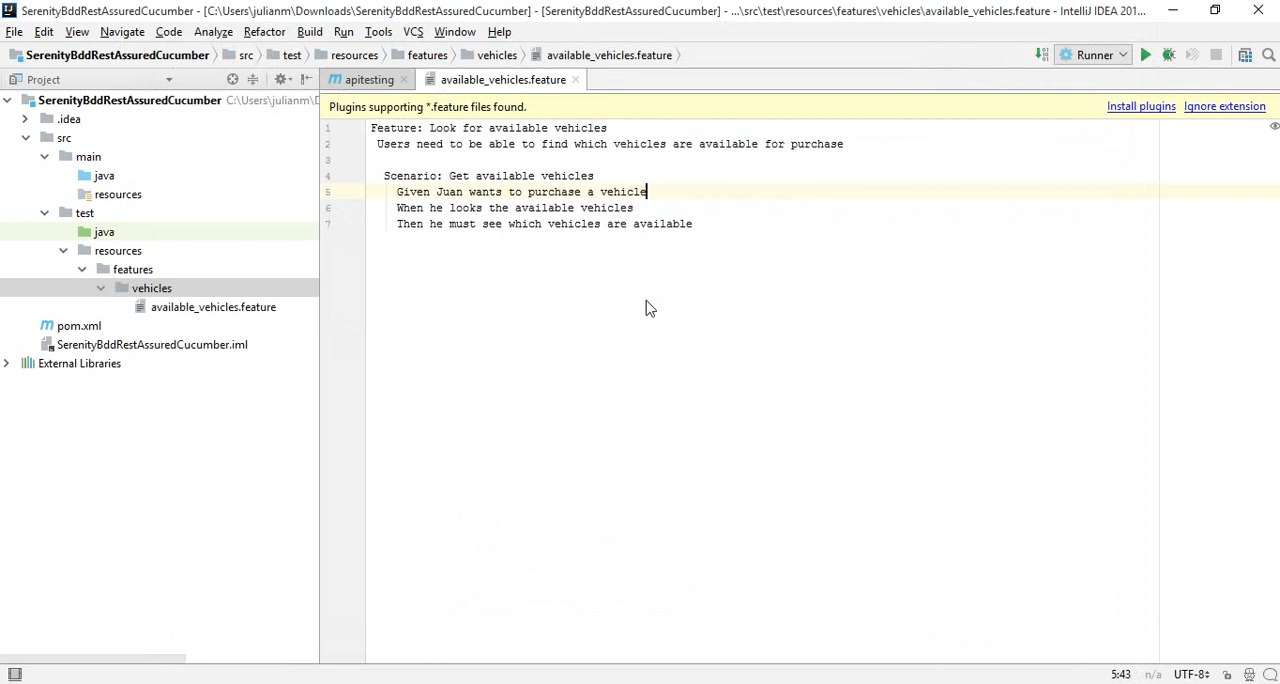 SerenityBddRestAssuredCucumber - [C:\Users\julianm\Downloads\SerenityBddRestAssuredCucumber] - [SerenityBddRestAssuredCucumber] - ...\src\test\resources\features\vehicles\available_vehicles.feature - IntelliJ IDEA 201...
File Edit View Navigate Code Analyze Refactor Build Run Tools VCS Window Help
SerenityBddRestAssuredCucumber src test resources features vehicles available_vehicles.feature Runner
Project apitesting available_vehicles.feature
SerenityBddRestAssuredCucumber C:\Users\julianm\
.idea
src
main
java
resources
test
java
resources
features
vehicles
available_vehicles.feature
pom.xml
SerenityBddRestAssuredCucumber.iml
External Libraries
Plugins supporting *.feature files found. Install plugins Ignore extension
1 Feature: Look for available vehicles
2 Users need to be able to find which vehicles are available for purchase
3
4 Scenario: Get available vehicles
5 Given Juan wants to purchase a vehicle
6 When he looks the available vehicles
7 Then he must see which vehicles are available
5:43 n/a UTF-8